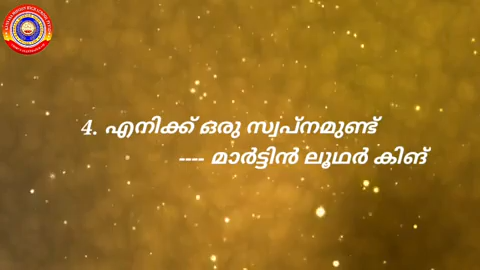 4. എനിക്ക് ഒരു സ്വപ്നമുണ്ട്
---- മാർട്ടിൻ ലൂഥർ കിങ്